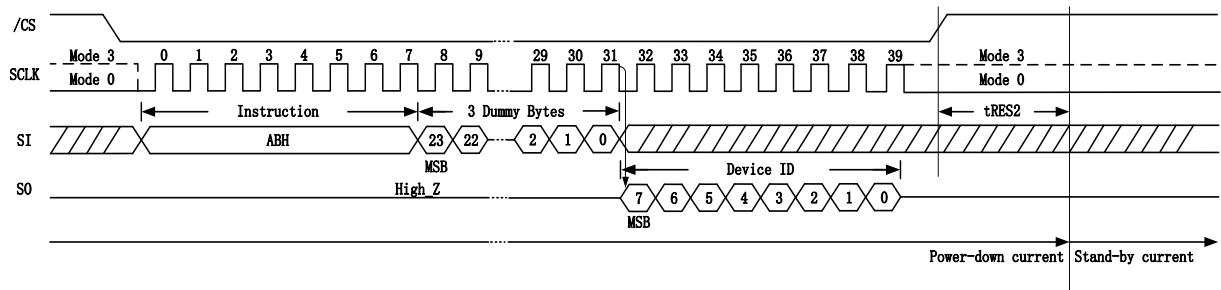 /CS
Mode 3 0 1 2 3 4 5 6 7 8 9 29 30 31 32 33 34 35 36 37 38 39 Mode 3
SCLK
Mode 0 Mode 0
Instruction 3 Dummy Bytes tRES2
SI ABH 23 22 2 1 0
MSB
Device ID
SO High_Z
7 6 5 4 3 2 1 0
MSB
Power-down current Stand-by current